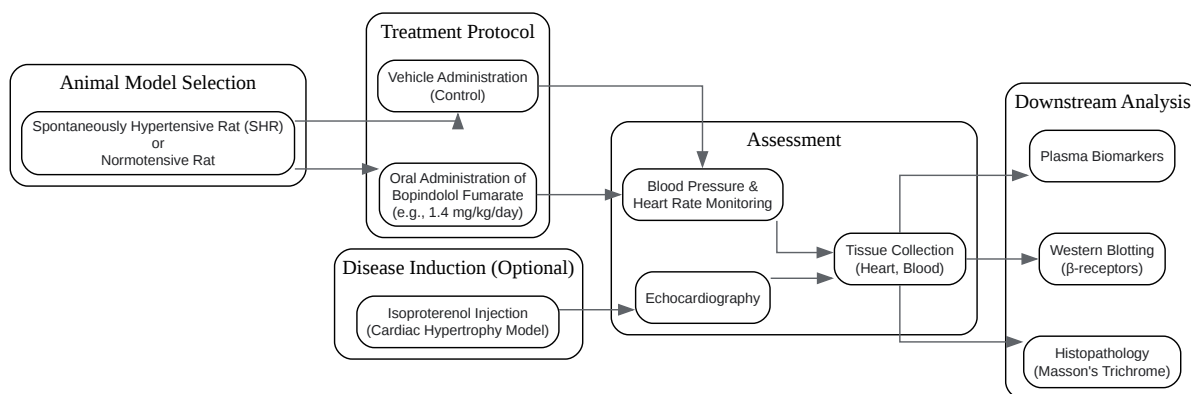 Animal Model Selection
Spontaneously Hypertensive Rat (SHR)
or
Normotensive Rat
Treatment Protocol
Vehicle Administration
(Control)
Oral Administration of
Bopindolol Fumarate
(e.g., 1.4 mg/kg/day)
Disease Induction (Optional)
Isoproterenol Injection
(Cardiac Hypertrophy Model)
Assessment
Blood Pressure &
Heart Rate Monitoring
Echocardiography
Tissue Collection
(Heart, Blood)
Downstream Analysis
Plasma Biomarkers
Western Blotting
(β-receptors)
Histopathology
(Masson's Trichrome)